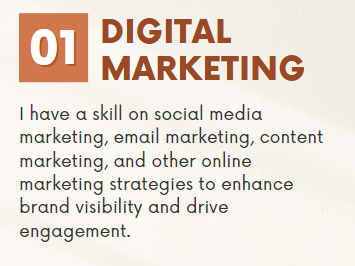 01 DIGITAL
MARKETING
I have a skill on social media
marketing, email marketing, content
marketing, and other online
marketing strategies to enhance
brand visibility and drive
engagement.